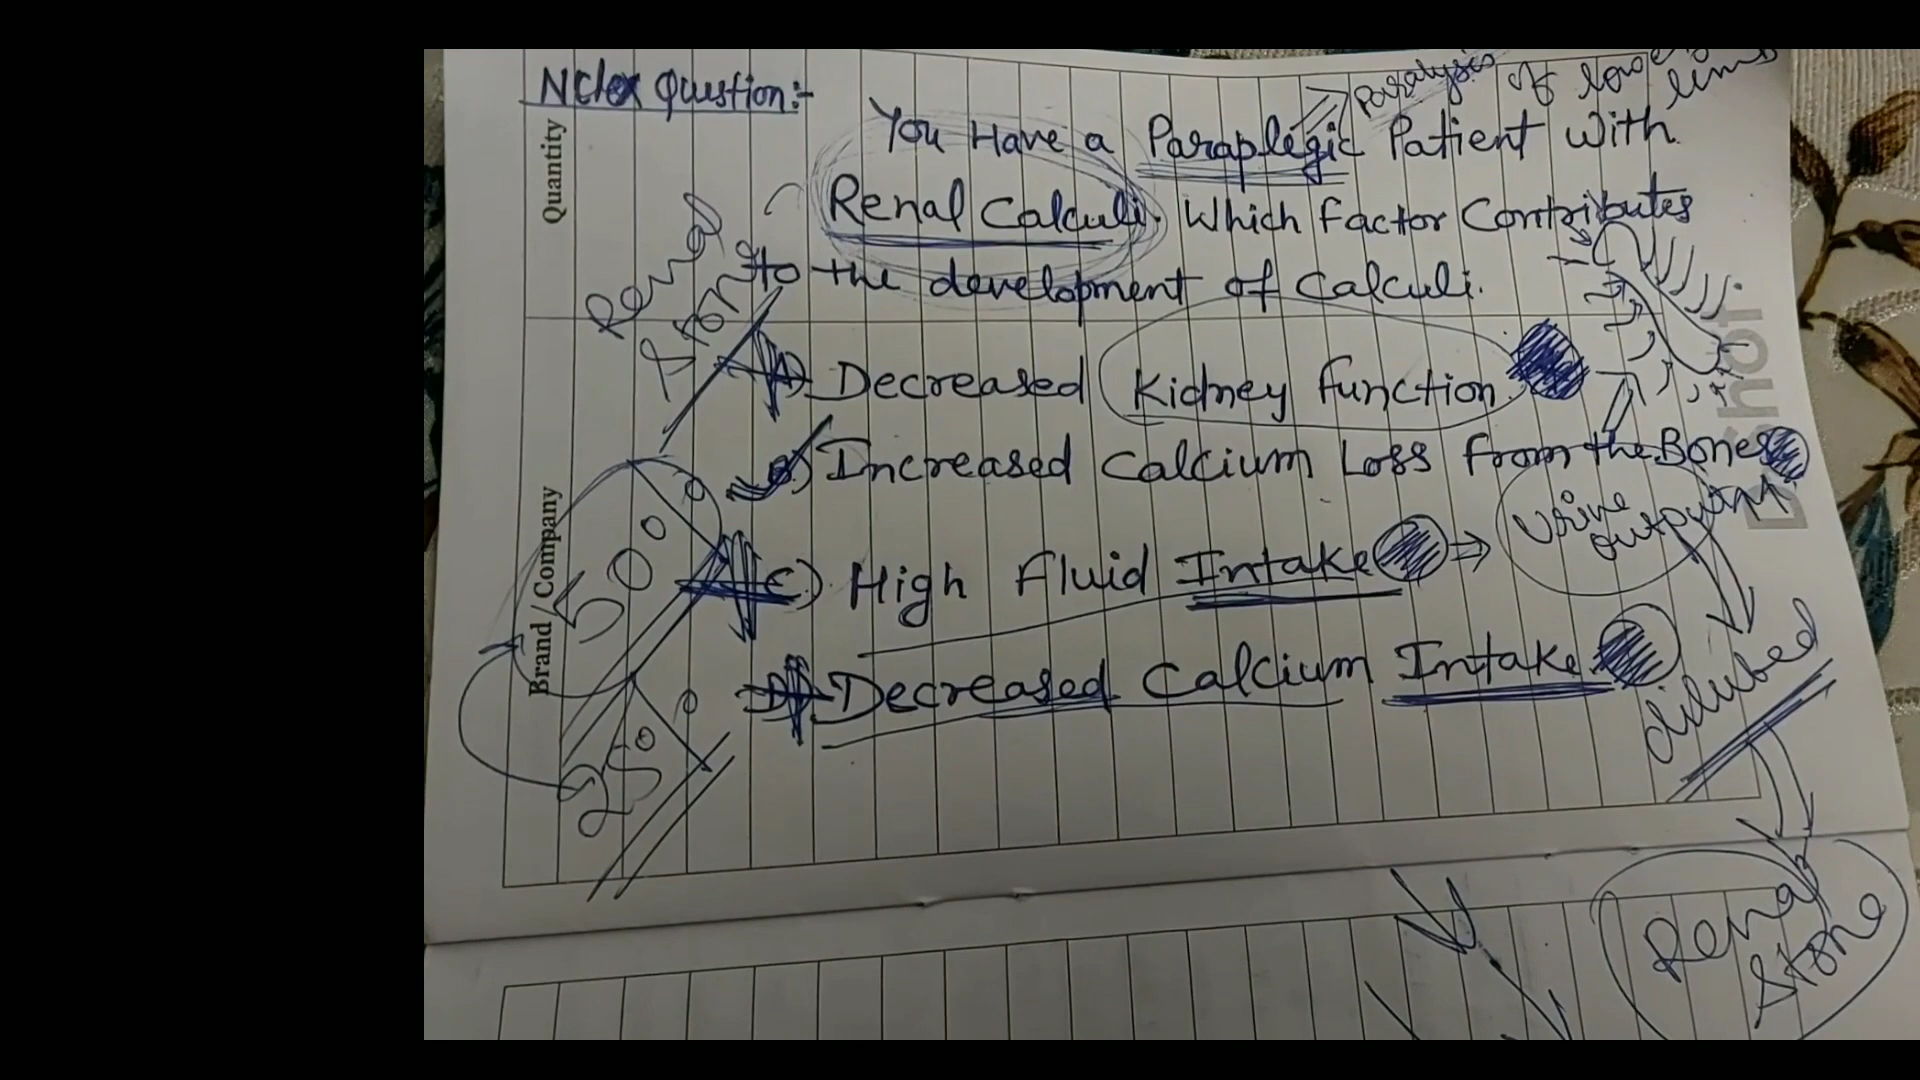 Nclex Question:-
Paralysis of lower limb
You Have a Paraplegic Patient With
Renal Calculi. Which Factor Contributes
to the development of Calculi.
Renal
stone
A) Decreased Kidney function
B) Increased Calcium Loss from the Bones
C) High Fluid Intake → Urine output
D) Decreased Calcium Intake
diluted
Renal
stone
500
250
Quantity
Brand / Company